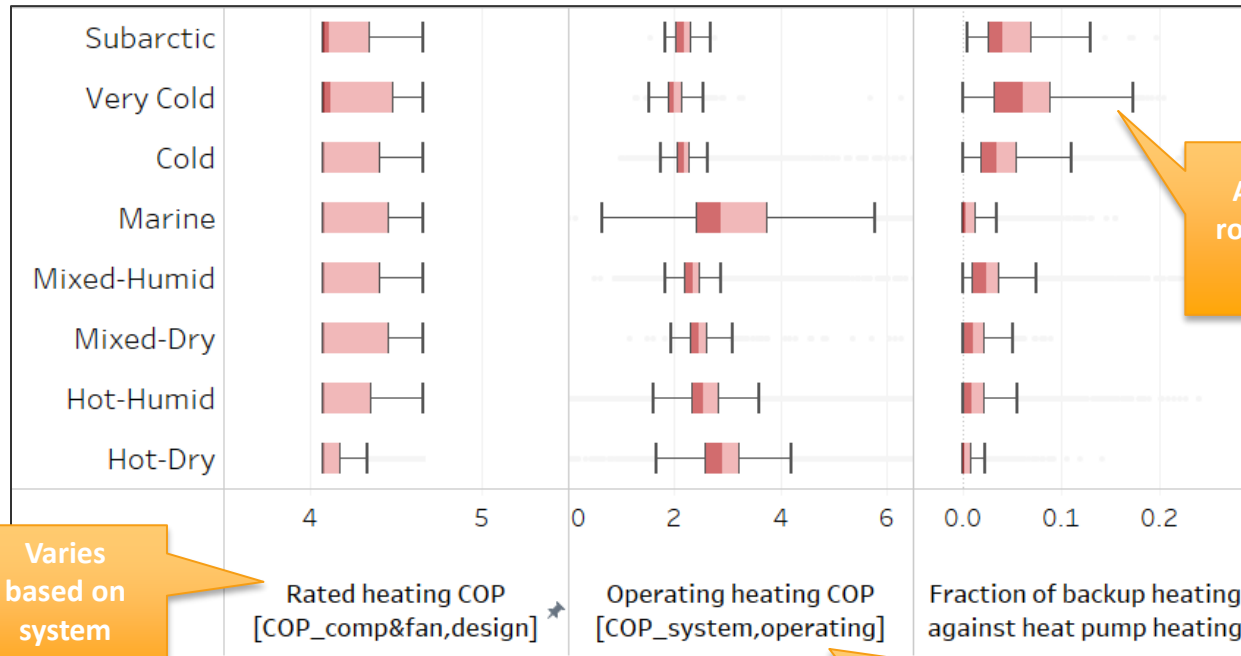 Subarctic
Very Cold
Cold
Marine
Mixed-Humid
Mixed-Dry
Hot-Humid
Hot-Dry
4 5 0 2 4 6 0.0 0.1 0.2
Varies
based on
system
Rated heating COP
[COP_comp&fan,design]
Operating heating COP
[COP_system,operating]
Fraction of backup heating
against heat pump heating